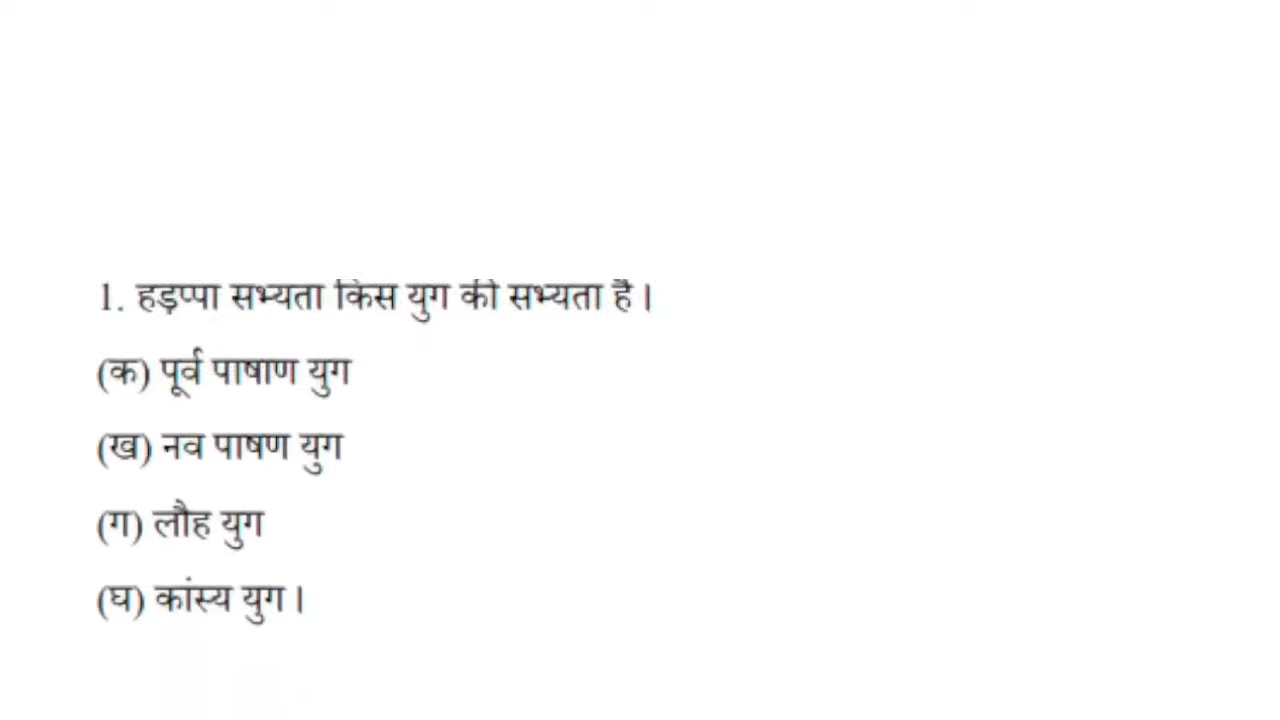 1. हड़प्पा सभ्यता किस युग की सभ्यता है।
(क) पूर्व पाषाण युग
(ख) नव पाषण युग
(ग) लौह युग
(घ) कांस्य युग।